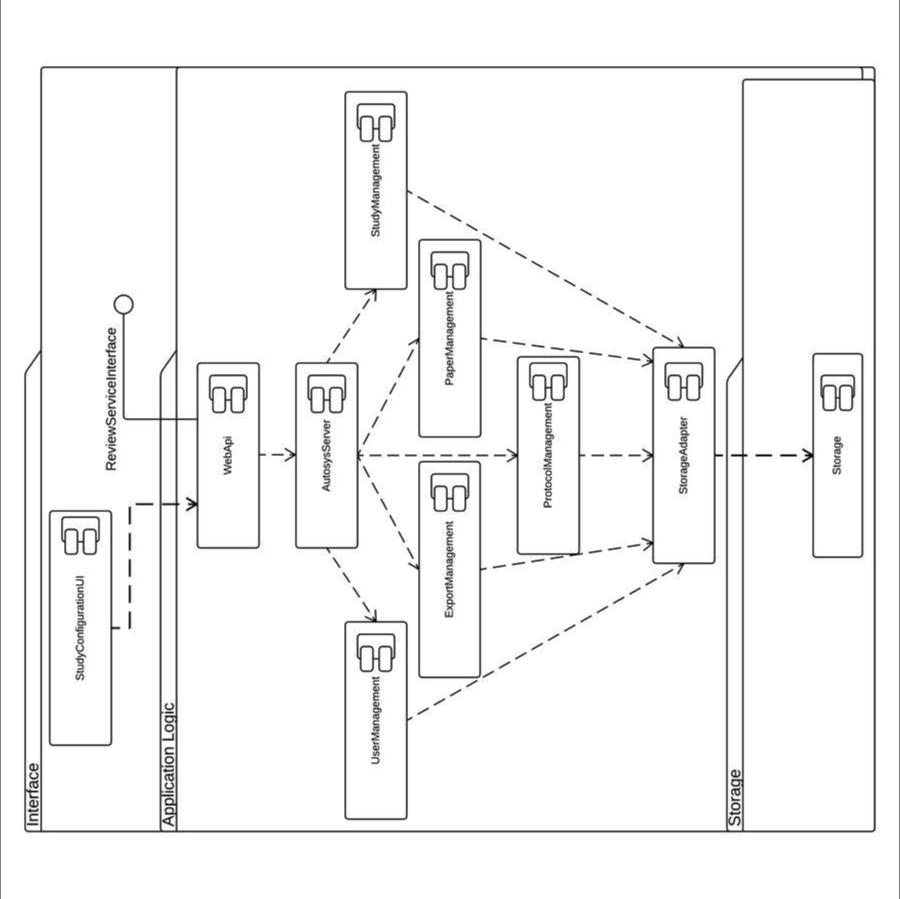 Interface
StudyConfigurationUI
ReviewServiceInterface
Application Logic
WebApi
AutosysServer
UserManagement
ExportManagement
PaperManagement
StudyManagement
ProtocolManagement
StorageAdapter
Storage
Storage